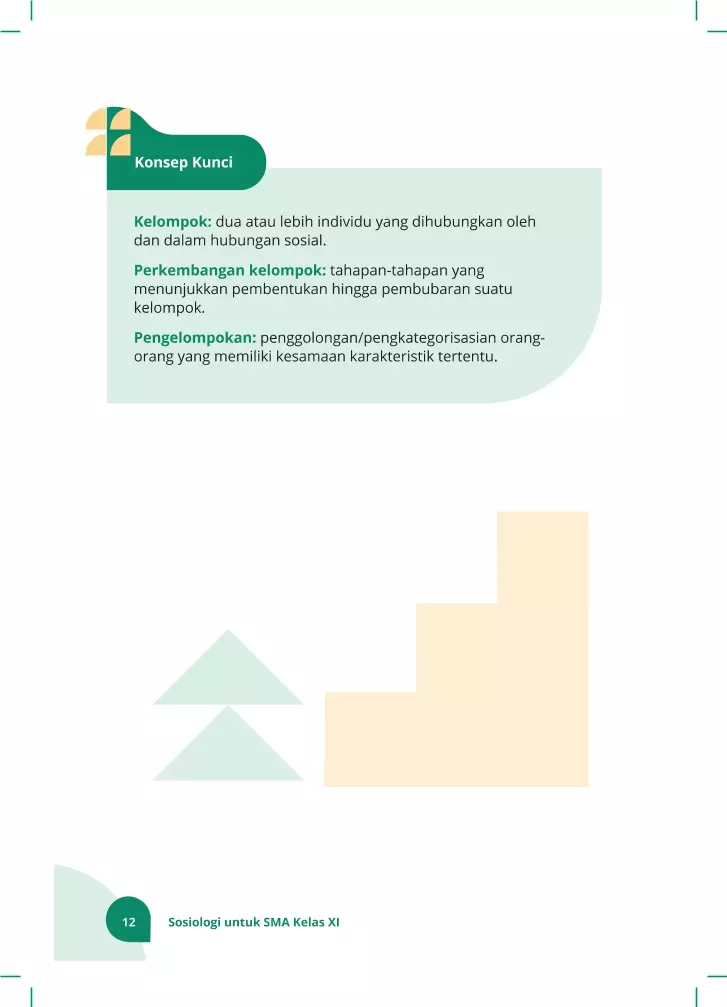 Konsep Kunci
Kelompok: dua atau lebih individu yang dihubungkan oleh
dan dalam hubungan sosial.
Perkembangan kelompok: tahapan-tahapan yang
menunjukkan pembentukan hingga pembubaran suatu
kelompok.
Pengelompokan: penggolongan/pengkategorisasian orang-
orang yang memiliki kesamaan karakteristik tertentu.
12 Sosiologi untuk SMA Kelas XI